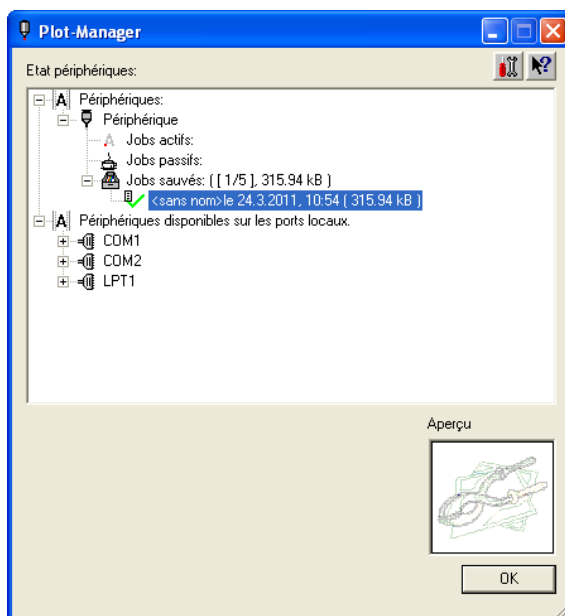 Plot-Manager
Etat périphériques:
Périphériques:
Périphérique
Jobs actifs:
Jobs passifs:
Jobs sauvés: ( [ 1/5 ], 315.94 kB )
<sans nom>le 24.3.2011, 10:54 ( 315.94 kB )
Périphériques disponibles sur les ports locaux.
COM1
COM2
LPT1
Aperçu
OK